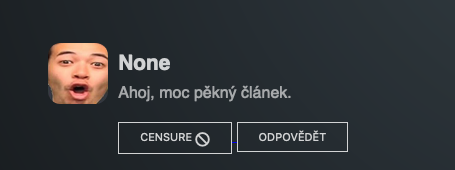 None
Ahoj, moc pěkný článek.
CENSURE ODPOVĚDĚT